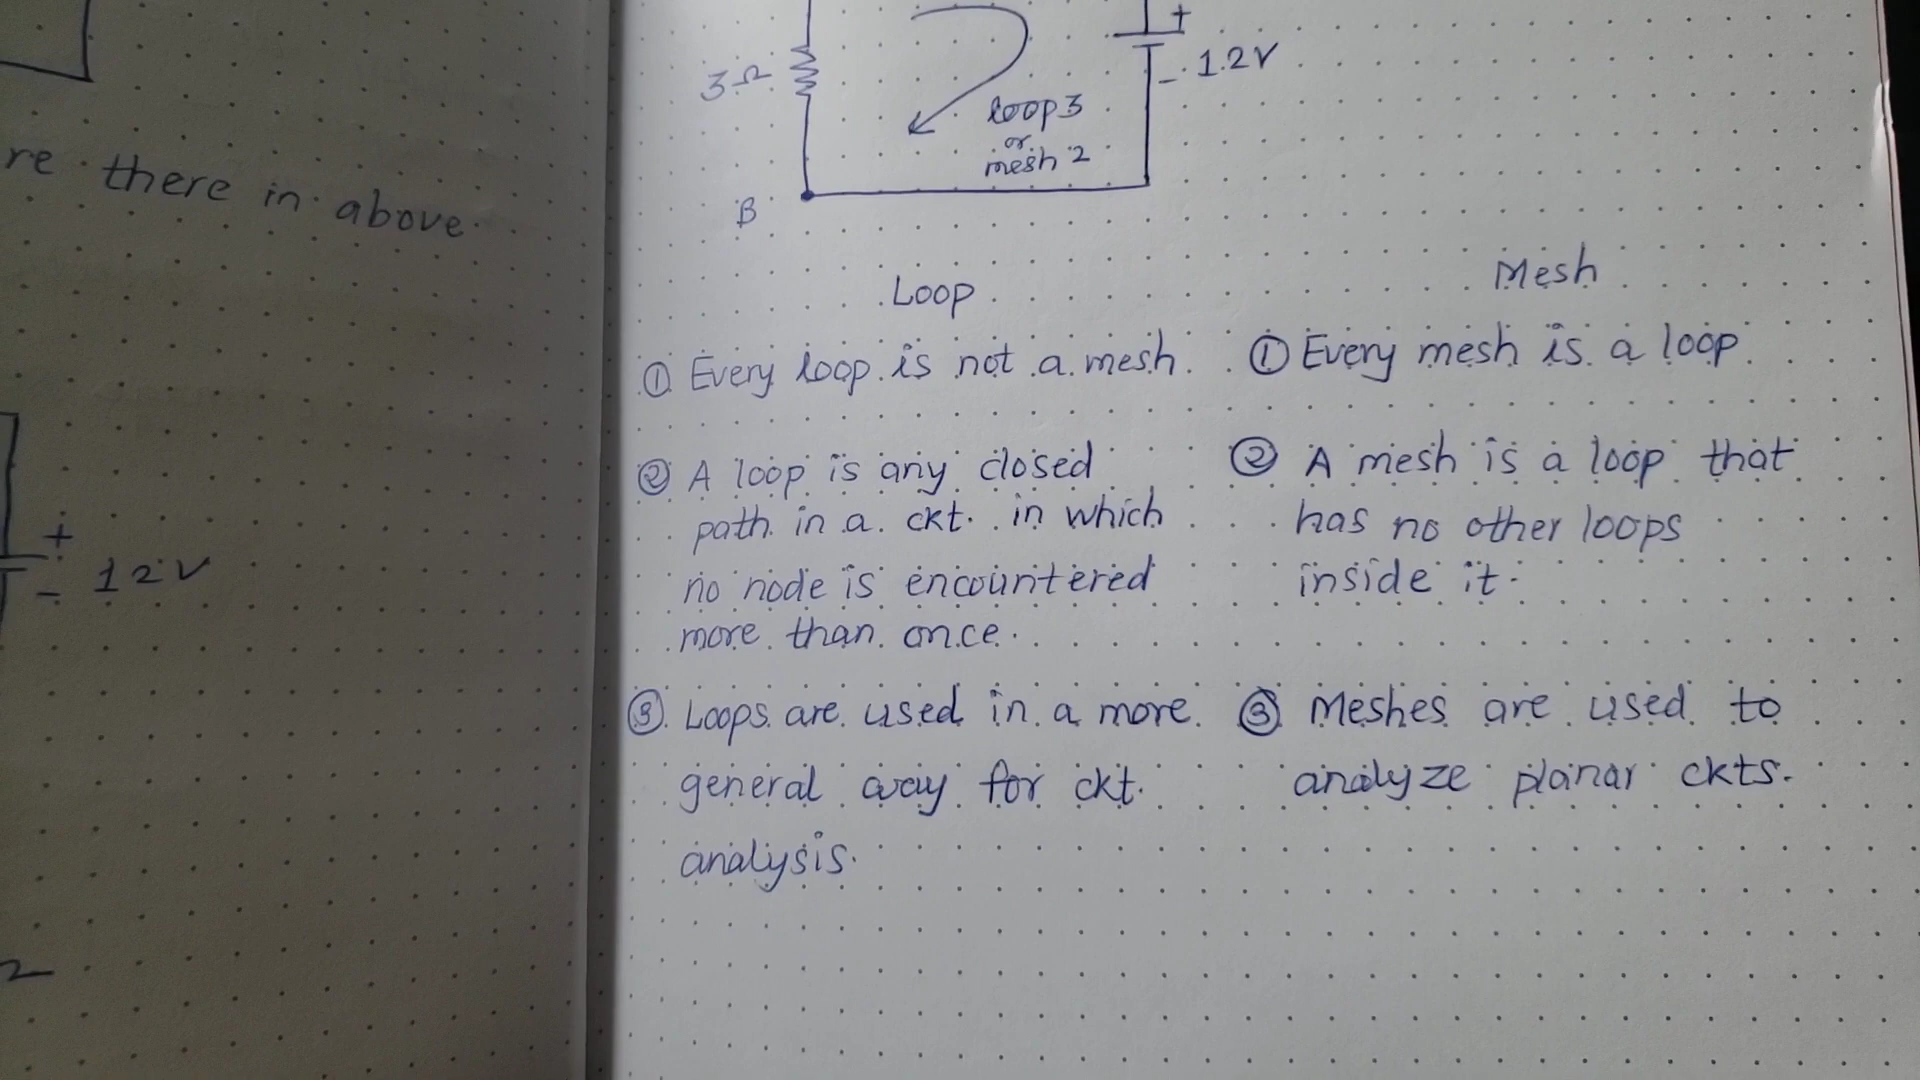 re there in above.
+
- 12V
2
+
3Ω
- 12V
loop 3
or
mesh 2
B
Loop
① Every loop is not a mesh.
② A loop is any closed
path in a ckt. in which
no node is encountered
more than once.
③ Loops are used in a more
general way for ckt.
analysis.
Mesh
① Every mesh is a loop.
② A mesh is a loop that
has no other loops
inside it.
③ Meshes are used to
analyze planar ckts.